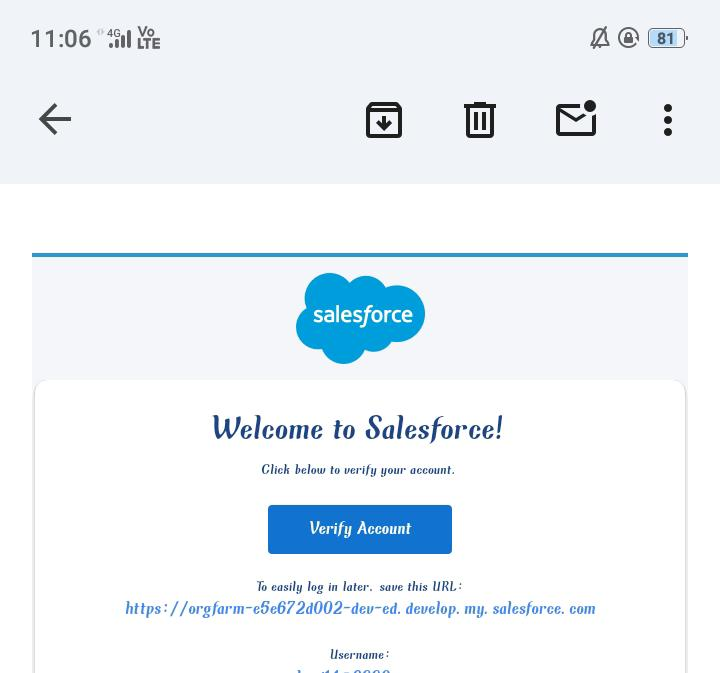 11:06 4G Vo LTE 81
salesforce
Welcome to Salesforce!
Click below to verify your account.
Verify Account
To easily log in later, save this URL:
https://orgfarm-e5e672d002-dev-ed.develop.my.salesforce.com
Username: